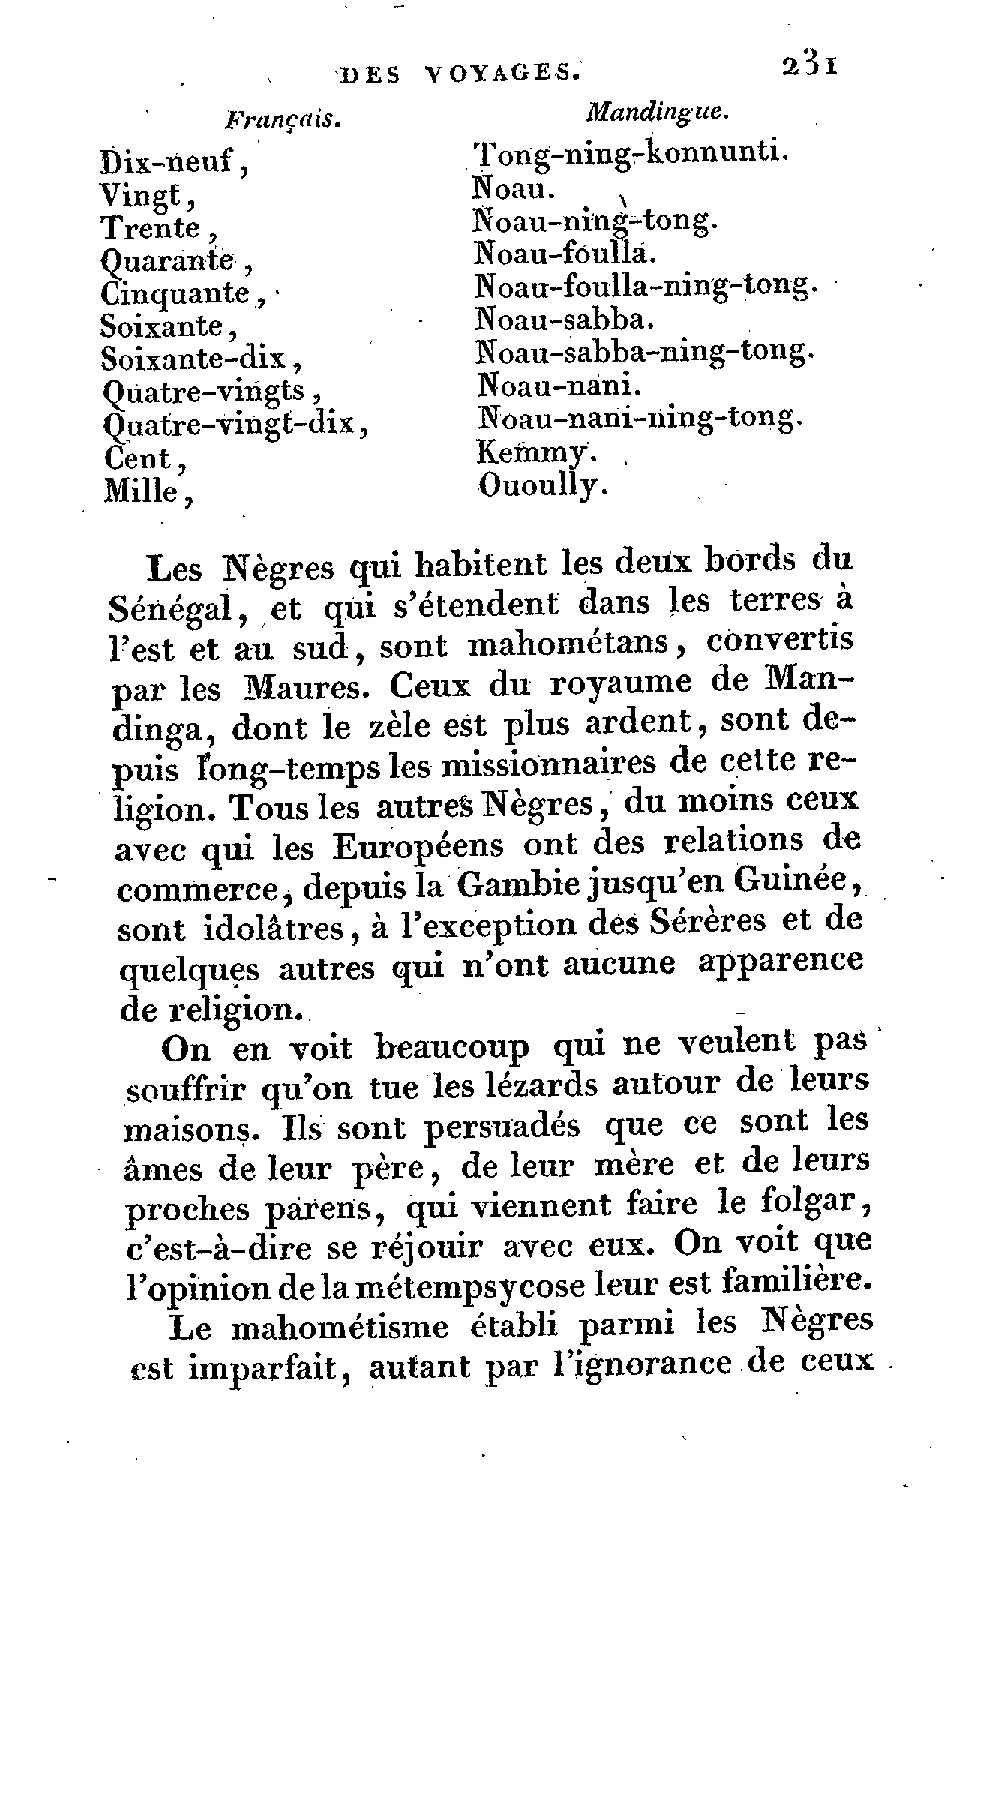 DES VOYAGES. 231
Français. Mandingue.
Dix-neuf, Tong-ning-konnunti.
Vingt, Noau.
Trente, Noau-ning-tong.
Quarante, Noau-foulla.
Cinquante, Noau-foulla-ning-tong.
Soixante, Noau-sabba.
Soixante-dix, Noau-sabba-ning-tong.
Quatre-vingts, Noau-nani.
Quatre-vingt-dix, Noau-nani-ning-tong.
Cent, Kemmy.
Mille, Ouoully.
Les Nègres qui habitent les deux bords du
Sénégal, et qui s'étendent dans les terres à
l'est et au sud, sont mahométans, convertis
par les Maures. Ceux du royaume de Man-
dinga, dont le zèle est plus ardent, sont de-
puis long-temps les missionnaires de cette re-
ligion. Tous les autres Nègres, du moins ceux
avec qui les Européens ont des relations de
commerce, depuis la Gambie jusqu'en Guinée,
sont idolâtres, à l'exception des Sérères et de
quelques autres qui n'ont aucune apparence
de religion.
On en voit beaucoup qui ne veulent pas
souffrir qu'on tue les lézards autour de leurs
maisons. Ils sont persuadés que ce sont les
âmes de leur père, de leur mère et de leurs
proches parens, qui viennent faire le folgar,
c'est-à-dire se réjouir avec eux. On voit que
l'opinion de la métempsycose leur est familière.
Le mahométisme établi parmi les Nègres
est imparfait, autant par l'ignorance de ceux